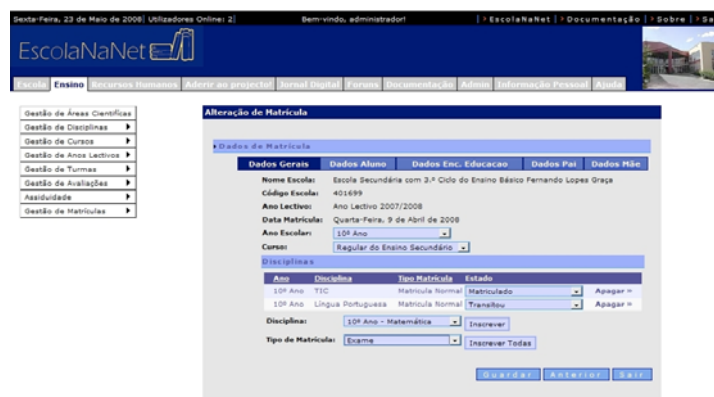 Sexta-Feira, 23 de Maio de 2008| Utilizadores Online: 2| Bem-vindo, administrador! | EscolaNaNet | Documentação | Sobre | Sa
EscolaNaNet
Escola Ensino Recursos Humanos Aderir ao projecto! Jornal Digital Foruns Documentação Admin Informação Pessoal Ajuda
Gestão de Áreas Científicas
Gestão de Disciplinas
Gestão de Cursos
Gestão de Anos Lectivos
Gestão de Turmas
Gestão de Avaliações
Assiduidade
Gestão de Matrículas
Alteração de Matrícula
Dados de Matrícula
Dados Gerais Dados Aluno Dados Enc. Educacao Dados Pai Dados Mãe
Nome Escola: Escola Secundária com 3.º Ciclo do Ensino Básico Fernando Lopes Graça
Código Escola: 401699
Ano Lectivo: Ano Lectivo 2007/2008
Data Matrícula: Quarta-Feira, 9 de Abril de 2008
Ano Escolar: 10º Ano
Curso: Regular do Ensino Secundário
Disciplinas
Ano Disciplina Tipo Matrícula Estado
10º Ano TIC Matrícula Normal Matriculado Apagar »
10º Ano Língua Portuguesa Matrícula Normal Transitou Apagar »
Disciplina: 10º Ano - Matemática Inscrever
Tipo de Matrícula: Exame Inscrever Todas
Guardar Anterior Sair